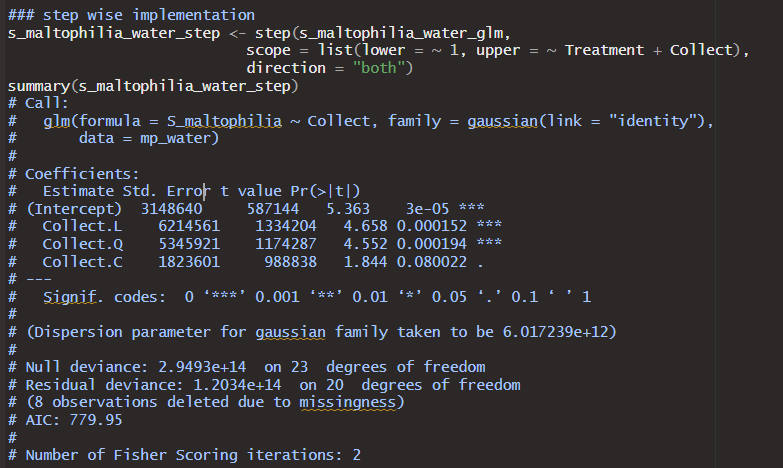 ### step wise implementation
s_maltophilia_water_step <- step(s_maltophilia_water_glm,
scope = list(lower = ~ 1, upper = ~ Treatment + Collect),
direction = "both")
summary(s_maltophilia_water_step)
# Call:
#   glm(formula = S_maltophilia ~ Collect, family = gaussian(link = "identity"),
#       data = mp_water)
#
# Coefficients:
#   Estimate Std. Error t value Pr(>|t|)
# (Intercept)  3148640     587144   5.363    3e-05 ***
#   Collect.L    6214561    1334204   4.658 0.000152 ***
#   Collect.Q    5345921    1174287   4.552 0.000194 ***
#   Collect.C    1823601     988838   1.844 0.080022 .
# ---
#   Signif. codes:  0 ‘***’ 0.001 ‘**’ 0.01 ‘*’ 0.05 ‘.’ 0.1 ‘ ’ 1
#
# (Dispersion parameter for gaussian family taken to be 6.017239e+12)
#
# Null deviance: 2.9493e+14  on 23  degrees of freedom
# Residual deviance: 1.2034e+14  on 20  degrees of freedom
# (8 observations deleted due to missingness)
# AIC: 779.95
#
# Number of Fisher Scoring iterations: 2